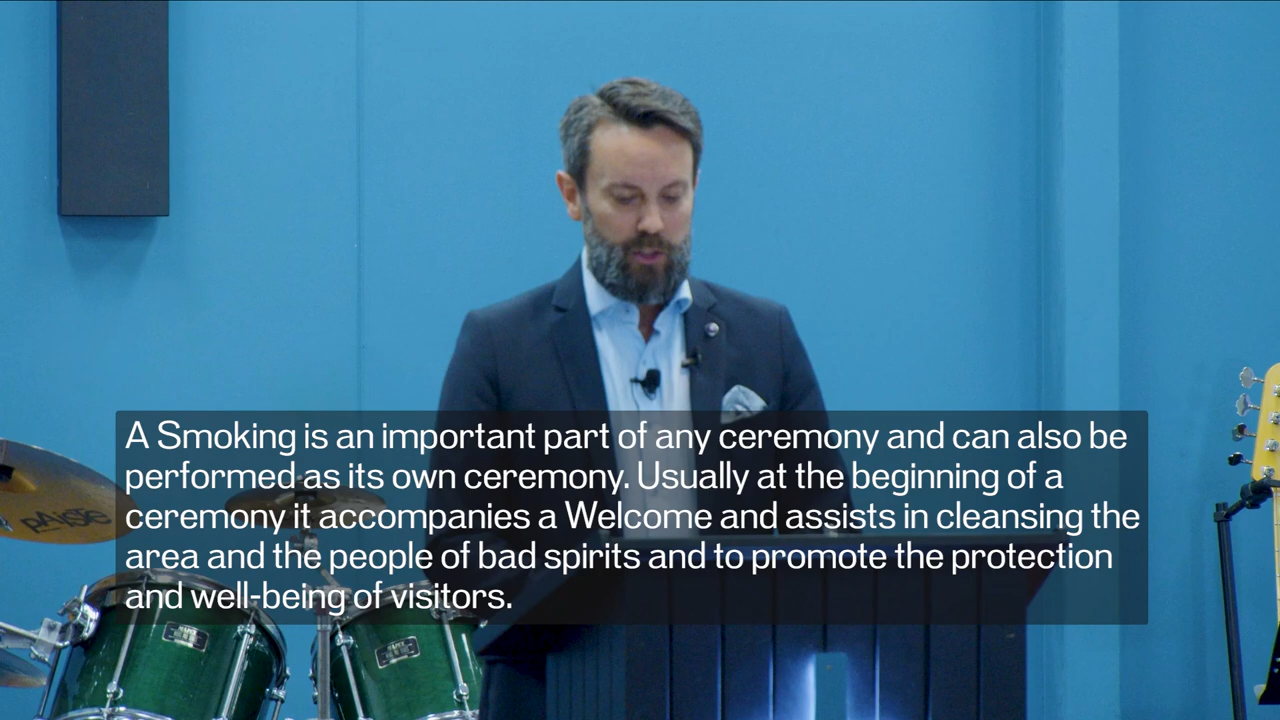 A Smoking is an important part of any ceremony and can also be
performed as its own ceremony. Usually at the beginning of a
ceremony it accompanies a Welcome and assists in cleansing the
area and the people of bad spirits and to promote the protection
and well-being of visitors.
PAiSTe